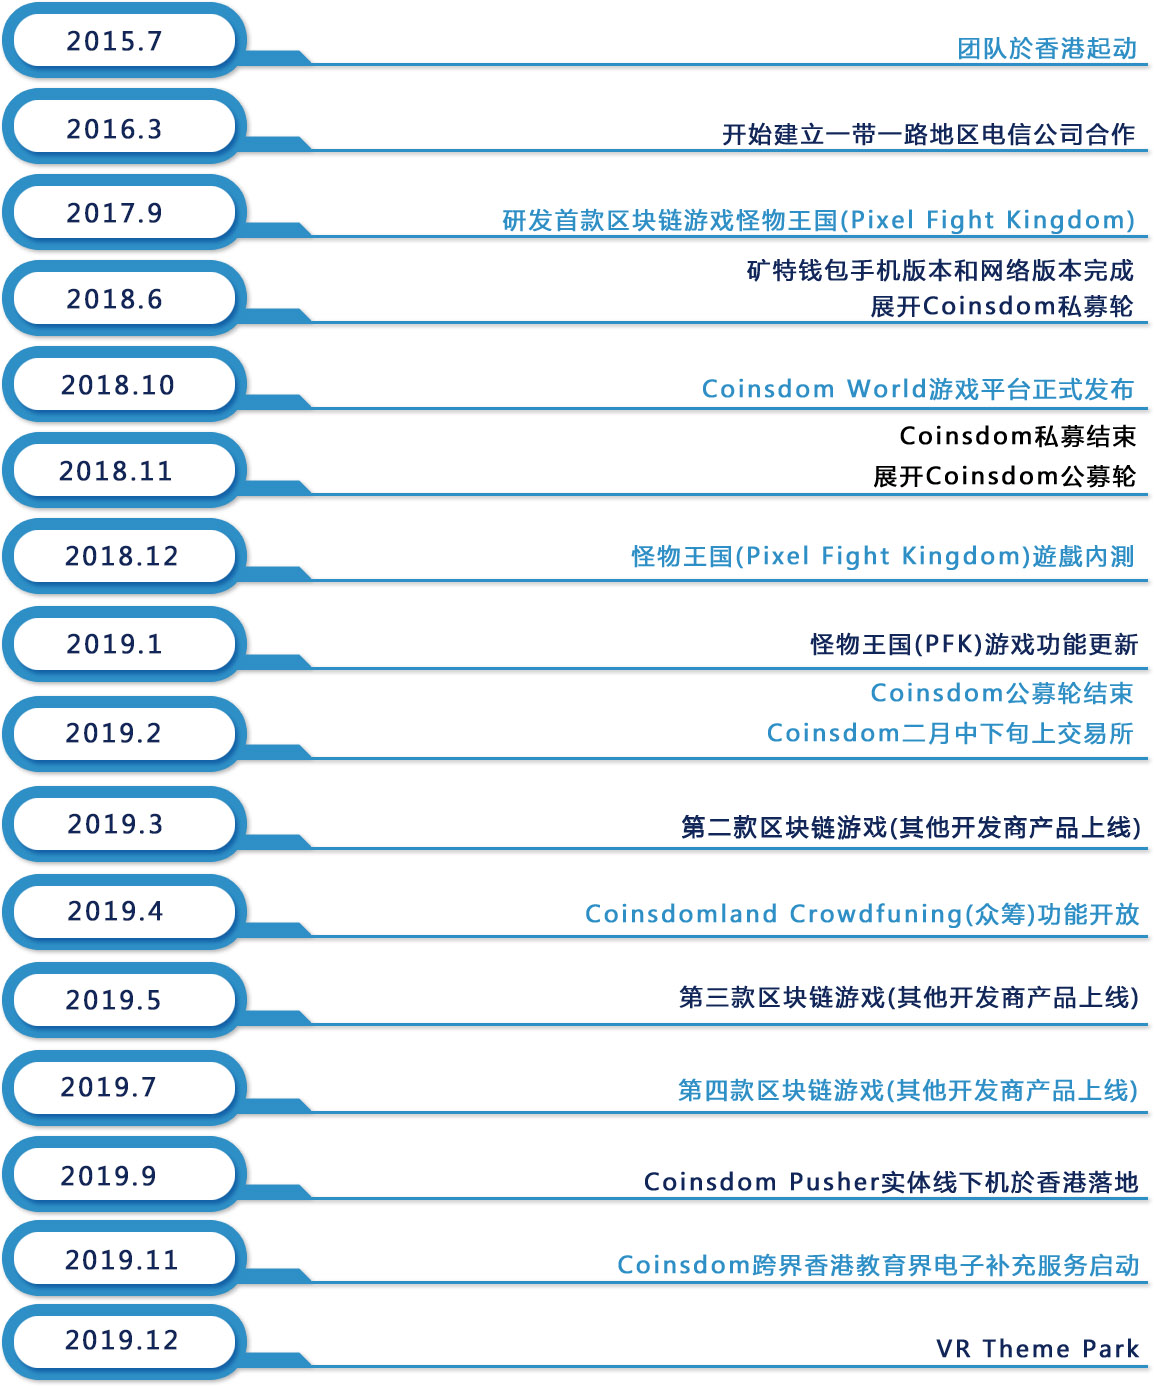 2015.7
团队於香港起动
2016.3
开始建立一带一路地区电信公司合作
2017.9
研发首款区块链游戏怪物王国(Pixel Fight Kingdom)
2018.6
矿特钱包手机版本和网络版本完成
展开Coinsdom私募轮
2018.10
Coinsdom World游戏平台正式发布
2018.11
Coinsdom私募结束
展开Coinsdom公募轮
2018.12
怪物王国(Pixel Fight Kingdom)遊戲内測
2019.1
怪物王国(PFK)游戏功能更新
2019.2
Coinsdom公募轮结束
Coinsdom二月中下旬上交易所
2019.3
第二款区块链游戏(其他开发商产品上线)
2019.4
Coinsdomland Crowdfuning(众筹)功能开放
2019.5
第三款区块链游戏(其他开发商产品上线)
2019.7
第四款区块链游戏(其他开发商产品上线)
2019.9
Coinsdom Pusher实体线下机於香港落地
2019.11
Coinsdom跨界香港教育界电子补充服务启动
2019.12
VR Theme Park